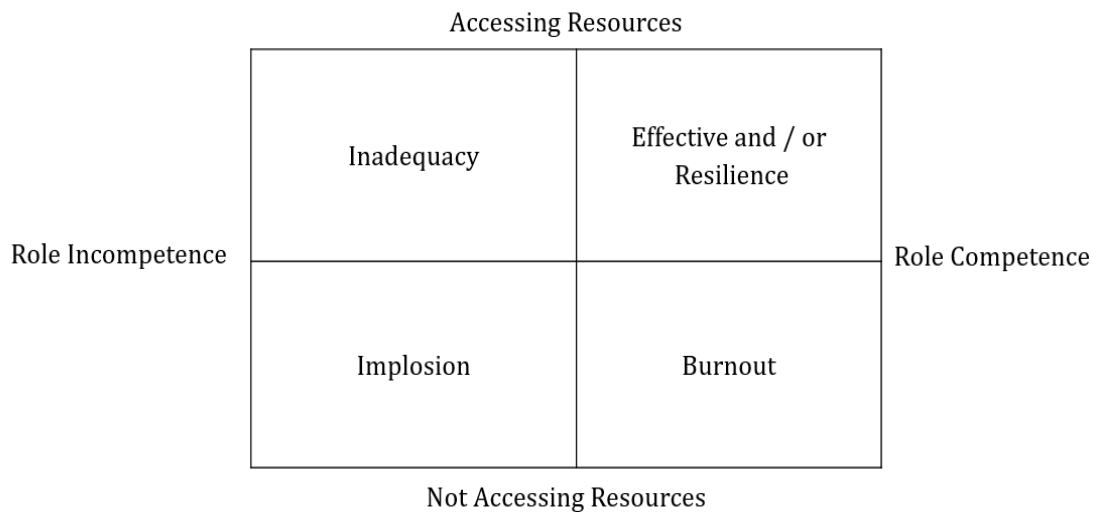 Accessing Resources
Inadequacy
Effective and / or
Resilience
Role Incompetence
Role Competence
Implosion
Burnout
Not Accessing Resources